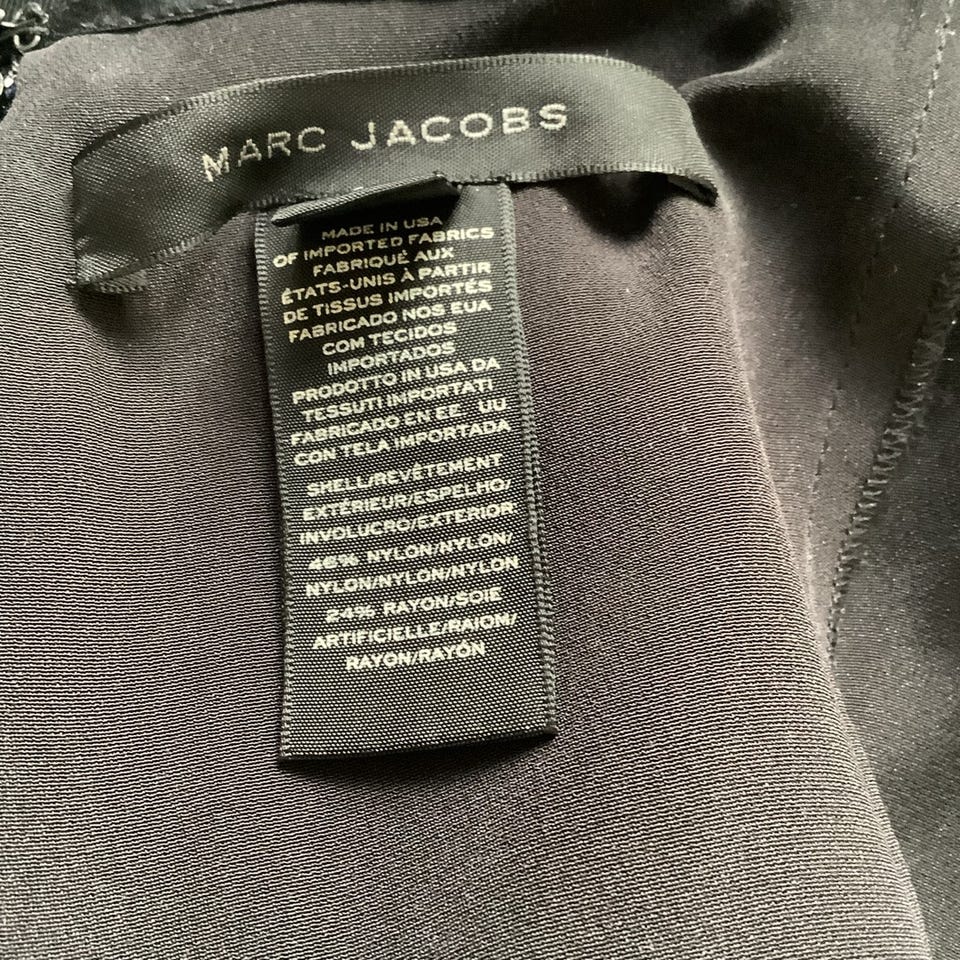 MARC JACOBS
MADE IN USA
OF IMPORTED FABRICS
FABRIQUÉ AUX
ÉTATS-UNIS À PARTIR
DE TISSUS IMPORTÉS
FABRICADO NOS EUA
COM TECIDOS
IMPORTADOS
PRODOTTO IN USA DA
TESSUTI IMPORTATI
FABRICADO EN EE UU
CON TELA IMPORTADA
SHELL/REVÊTEMENT
EXTÉRIEUR/ESPELHO/
INVOLUCRO/EXTERIOR
46% NYLON/NYLON/
NYLON/NYLON/NYLON
24% RAYON/SOIE
ARTIFICIELLE/RAIOM/
RAYON/RAYÓN